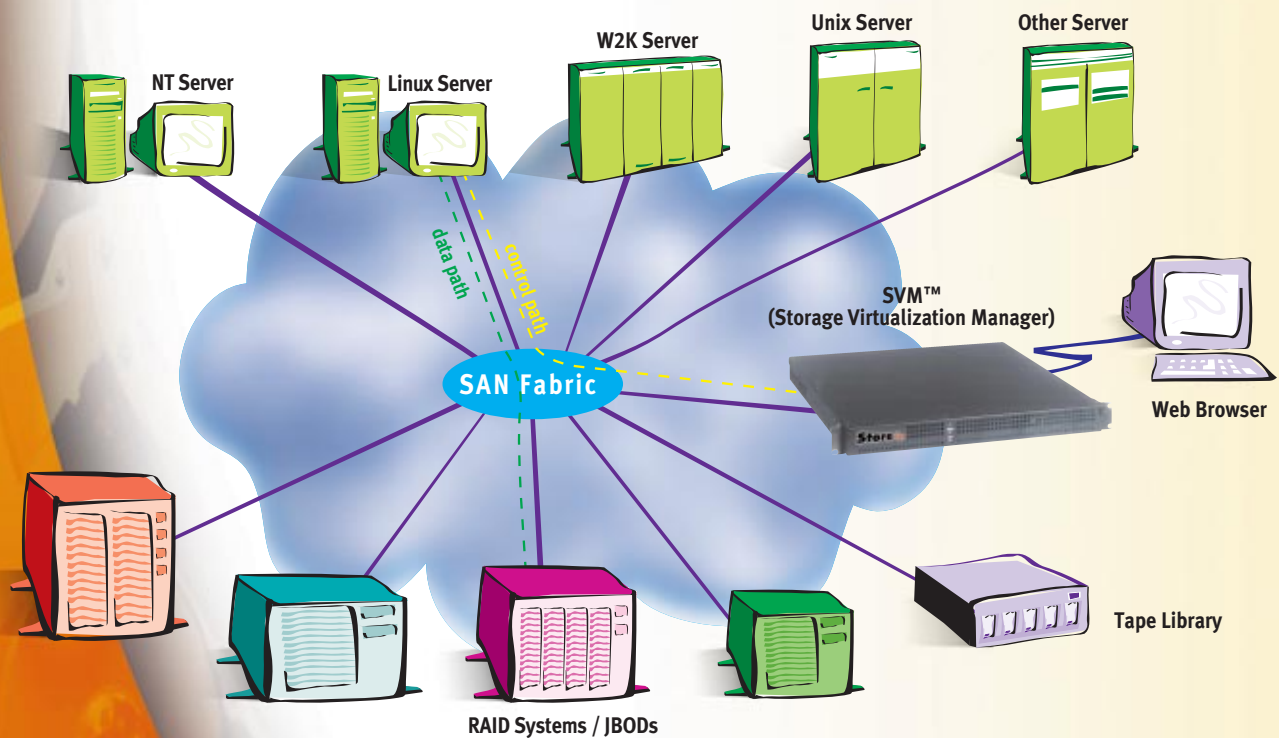 Unix Server
Other Server
W2K Server
NT Server
Linux Server
data path
control path
SVM™
(Storage Virtualization Manager)
SAN Fabric
Web Browser
Store
Tape Library
RAID Systems / JBODs